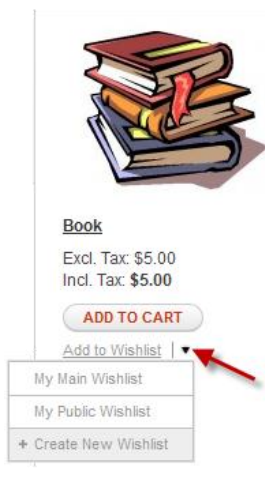 Book
Excl. Tax: $5.00
Incl. Tax: $5.00
ADD TO CART
Add to Wishlist | ▼
My Main Wishlist
My Public Wishlist
+ Create New Wishlist